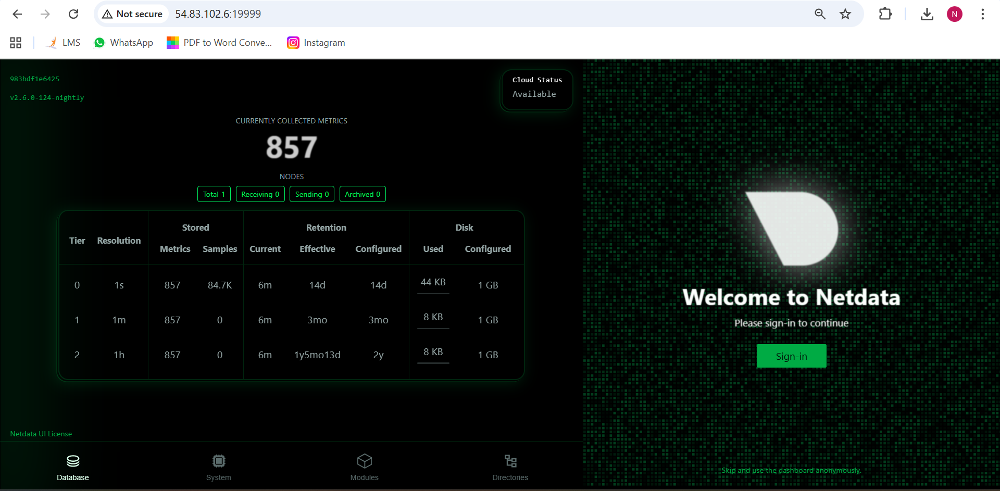 Not secure 54.83.102.6:19999 N
LMS WhatsApp PDF to Word Conve... Instagram
983bdf1e6425
v2.6.0-124-nightly
Cloud Status
Available
CURRENTLY COLLECTED METRICS
857
NODES
Total 1 Receiving 0 Sending 0 Archived 0
Stored Retention Disk
Tier Resolution
Metrics Samples Current Effective Configured Used Configured
0 1s 857 84.7K 6m 14d 14d 44 KB 1 GB
1 1m 857 0 6m 3mo 3mo 8 KB 1 GB
2 1h 857 0 6m 1y5mo13d 2y 8 KB 1 GB
Netdata UI License
Database System Modules Directories
Welcome to Netdata
Please sign-in to continue
Sign-in
Skip and use the dashboard anonymously.